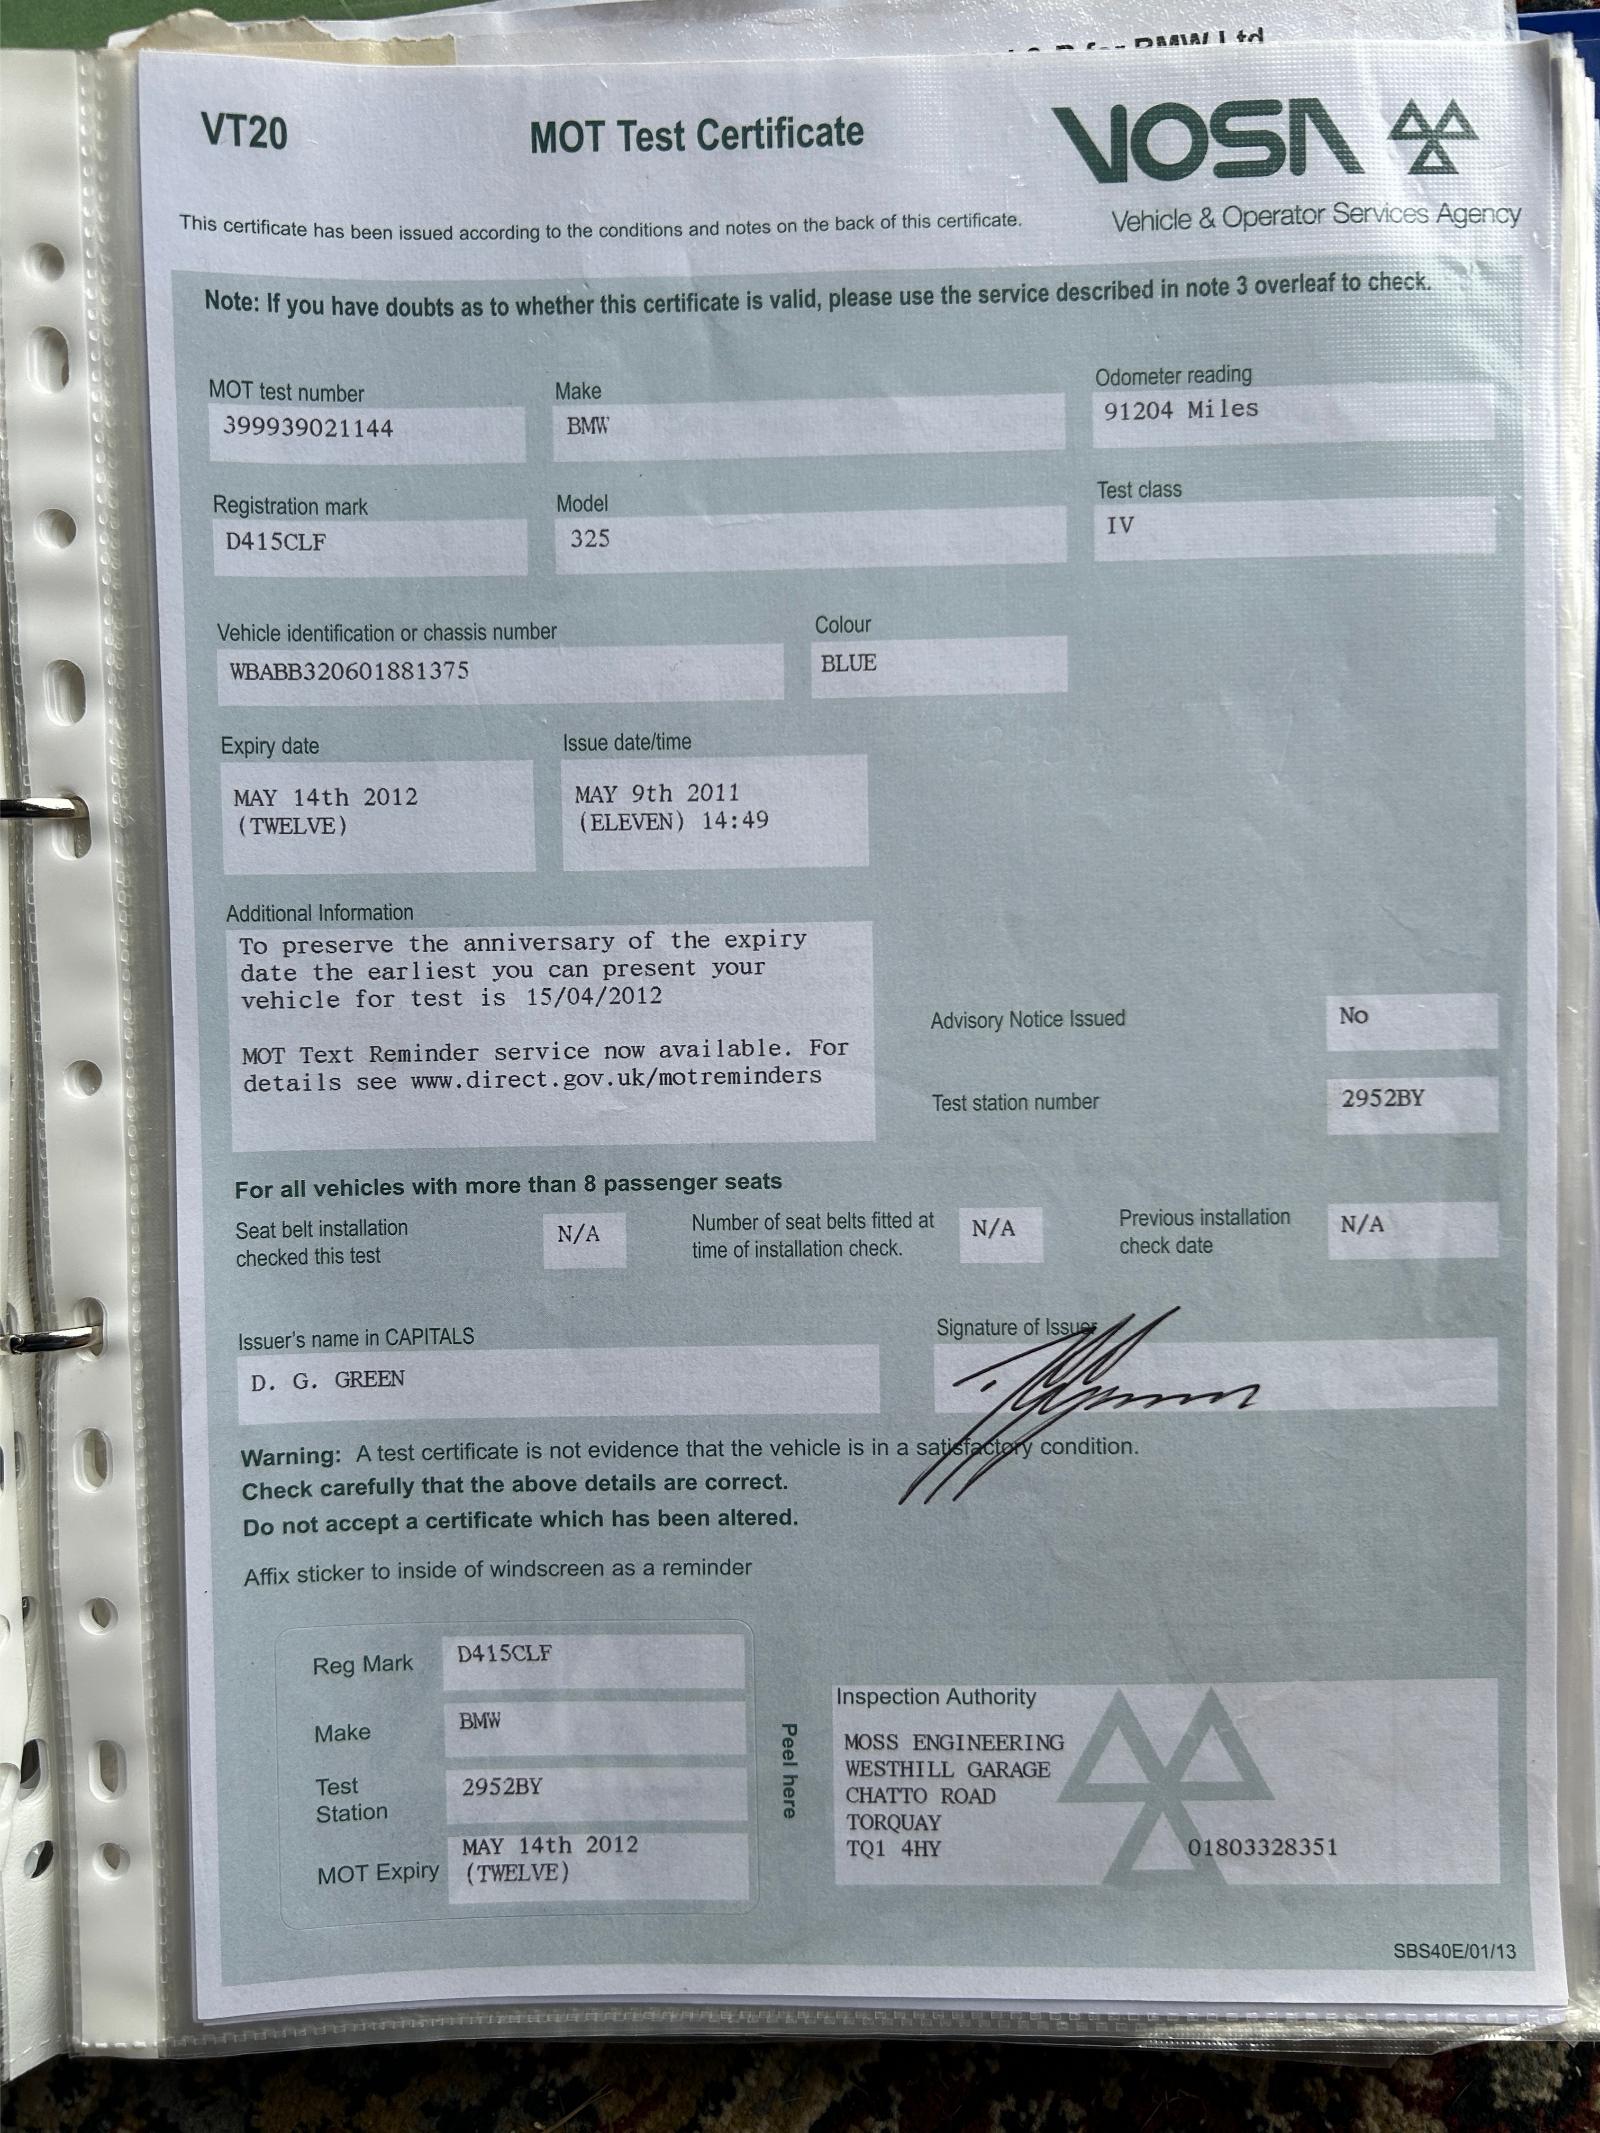 for BMW Ltd
VT20
MOT Test Certificate
VOSA
Vehicle & Operator Services Agency
This certificate has been issued according to the conditions and notes on the back of this certificate.
Note: If you have doubts as to whether this certificate is valid, please use the service described in note 3 overleaf to check.
MOT test number
399939021144
Make
BMW
Odometer reading
91204 Miles
Registration mark
D415CLF
Model
325
Test class
IV
Vehicle identification or chassis number
WBABB320601881375
Colour
BLUE
Expiry date
MAY 14th 2012
(TWELVE)
Issue date/time
MAY 9th 2011
(ELEVEN) 14:49
Additional Information
To preserve the anniversary of the expiry
date the earliest you can present your
vehicle for test is 15/04/2012
MOT Text Reminder service now available. For
details see www.direct.gov.uk/motreminders
Advisory Notice Issued
No
Test station number
2952BY
For all vehicles with more than 8 passenger seats
Seat belt installation
checked this test
N/A
Number of seat belts fitted at
time of installation check.
N/A
Previous installation
check date
N/A
Issuer's name in CAPITALS
D. G. GREEN
Signature of Issuer
Warning: A test certificate is not evidence that the vehicle is in a satisfactory condition.
Check carefully that the above details are correct.
Do not accept a certificate which has been altered.
Affix sticker to inside of windscreen as a reminder
Reg Mark
D415CLF
Make
BMW
Test
Station
2952BY
MOT Expiry
MAY 14th 2012
(TWELVE)
Peel here
Inspection Authority
MOSS ENGINEERING
WESTHILL GARAGE
CHATTO ROAD
TORQUAY
TQ1 4HY
01803328351
SBS40E/01/13